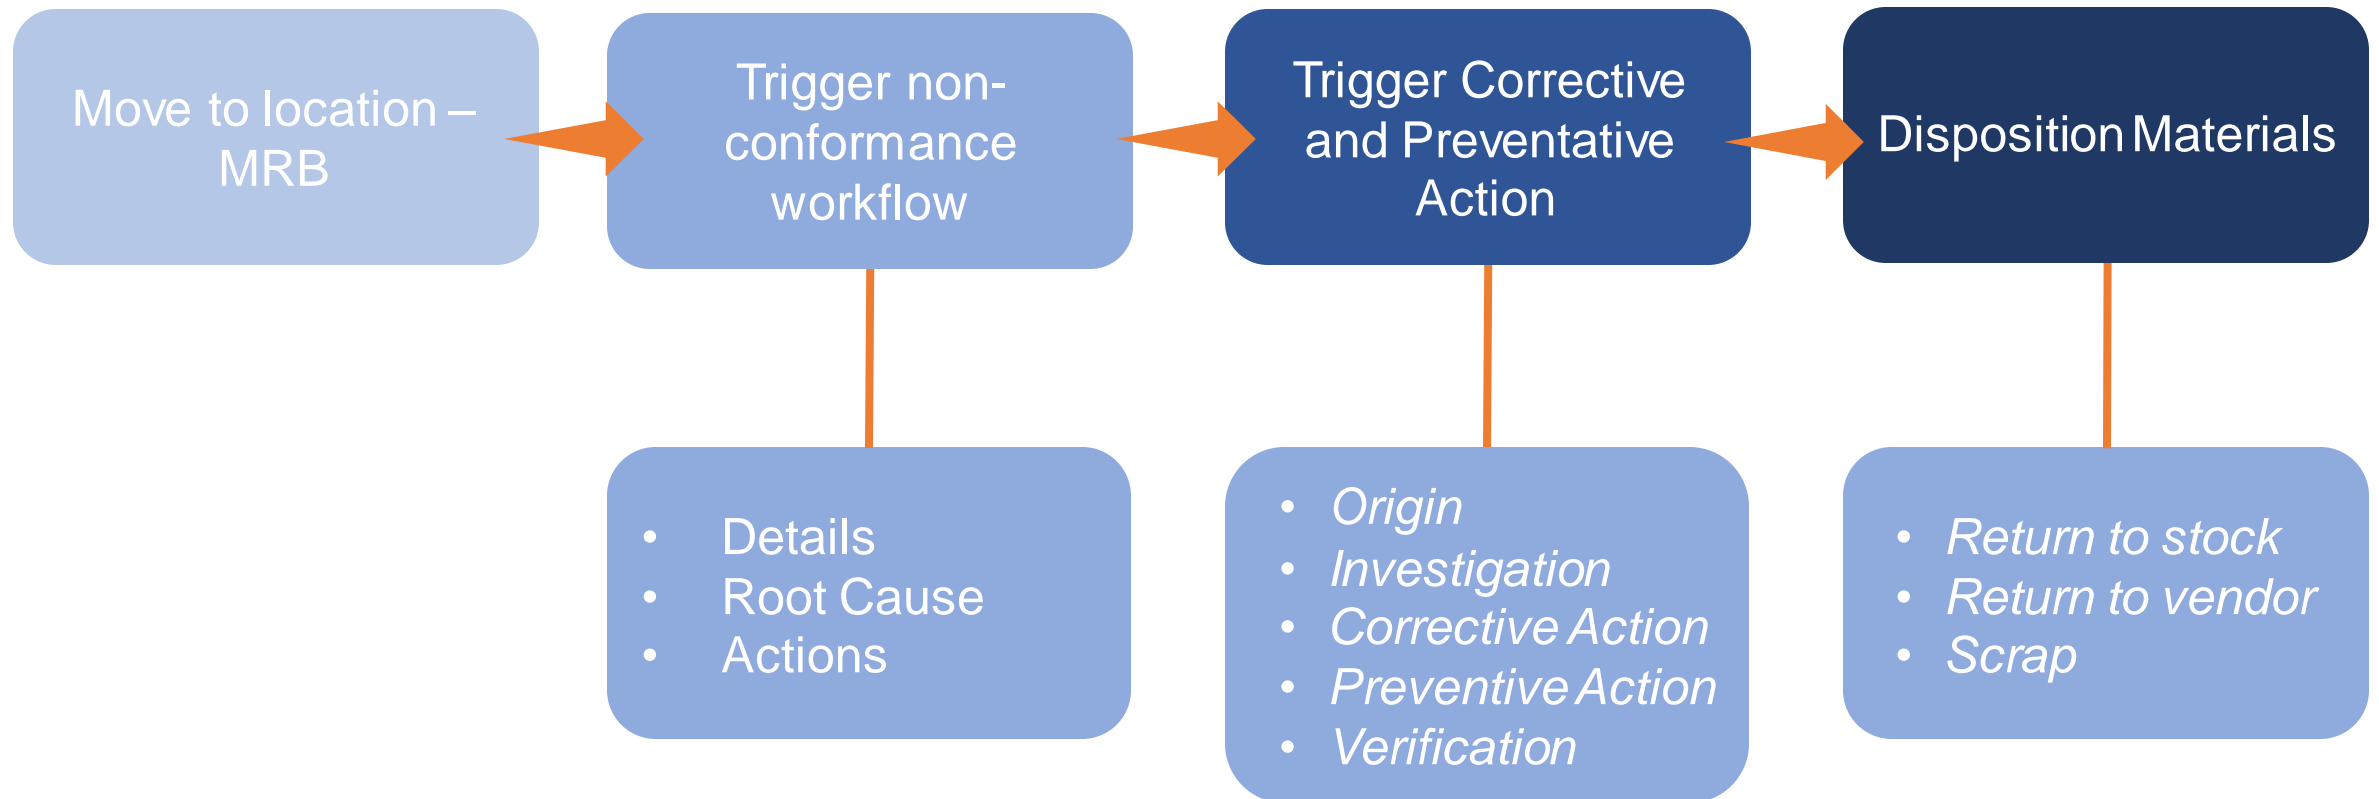 Move to location –
MRB
Trigger non-
conformance
workflow
Trigger Corrective
and Preventative
Action
Disposition Materials
• Details
• Root Cause
• Actions
• Origin
• Investigation
• Corrective Action
• Preventive Action
• Verification
• Return to stock
• Return to vendor
• Scrap